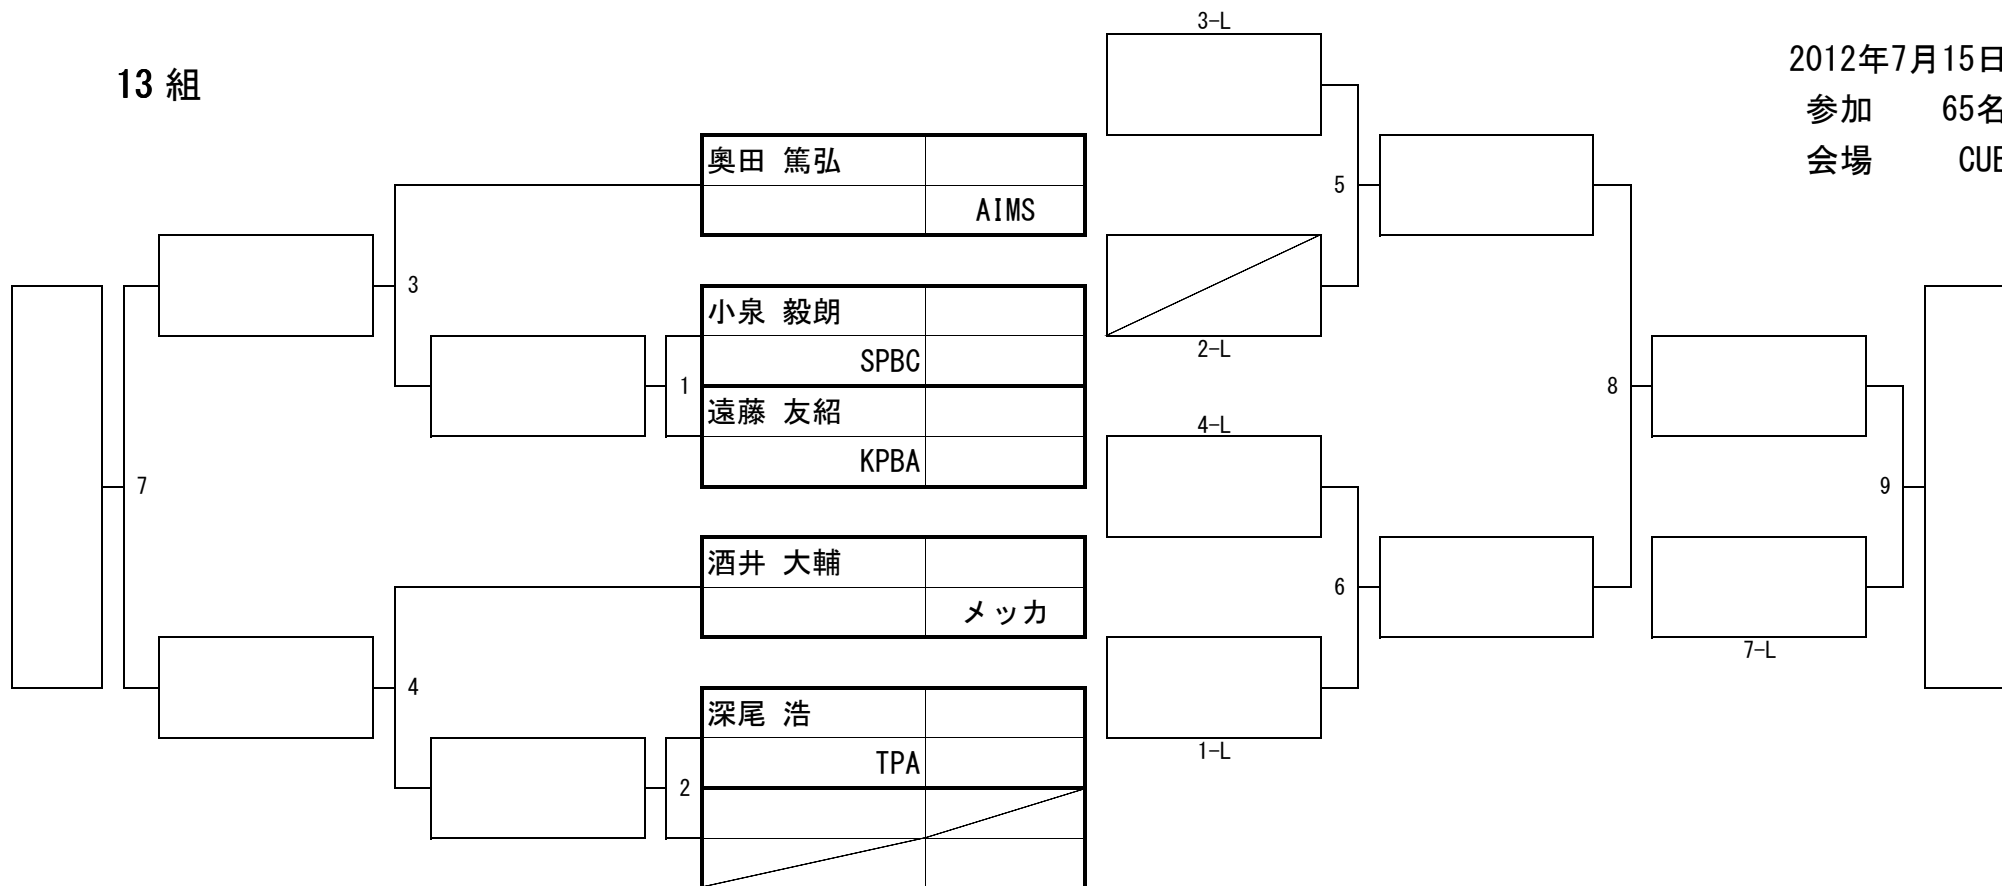 3-L
13 組
2012年7月15日
参加 65名
会場 CUE
奥田 篤弘
AIMS
5
3
小泉 毅朗
SPBC
2-L
1
遠藤 友紹
KPBA
8
4-L
7
9
酒井 大輔
メッカ
6
7-L
4
深尾 浩
TPA
1-L
2